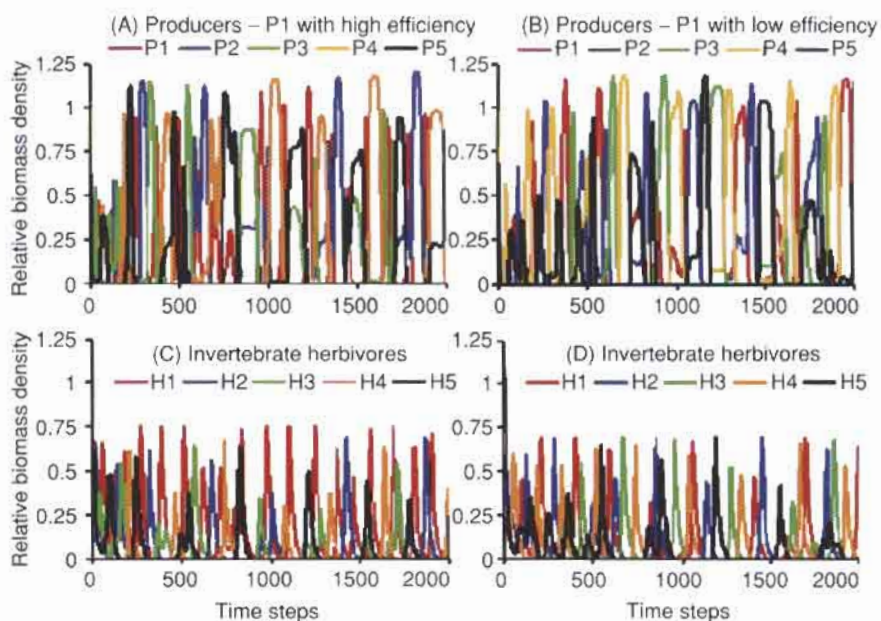 (A) Producers – P1 with high efficiency
P1 P2 P3 P4 P5
(B) Producers – P1 with low efficiency
P1 P2 P3 P4 P5
Relative biomass density
1.25
1
0.75
0.5
0.25
0
0 500 1000 1500 2000
1.25
1
0.75
0.5
0.25
0
0 500 1000 1500 2000
(C) Invertebrate herbivores
H1 H2 H3 H4 H5
(D) Invertebrate herbivores
H1 H2 H3 H4 H5
Relative biomass density
1.25
1
0.75
0.5
0.25
0
0 500 1000 1500 2000
Time steps
1.25
1
0.75
0.5
0.25
0
0 500 1000 1500 2000
Time steps